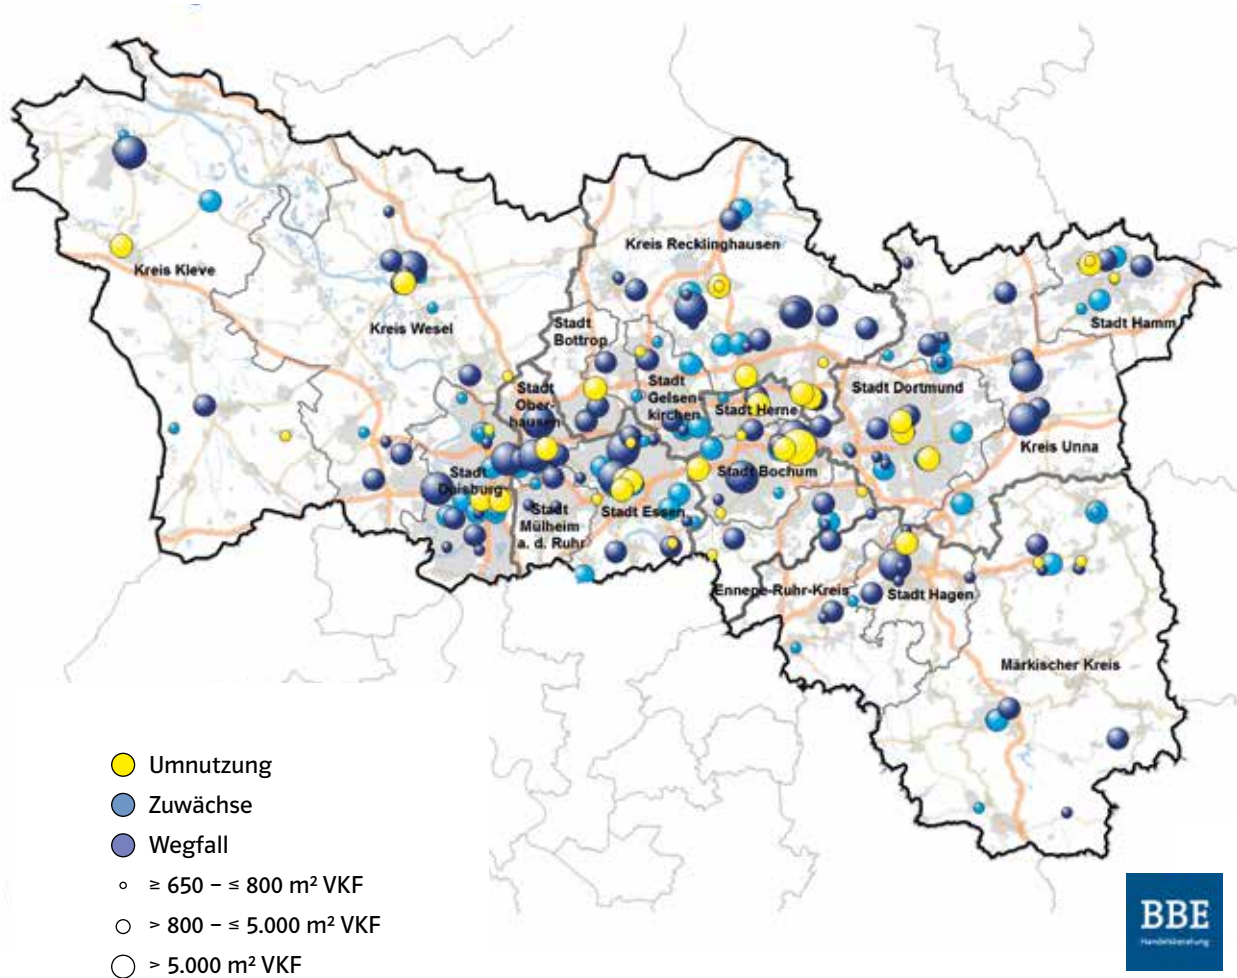 Kreis Recklinghausen
Kreis Kleve
Kreis Wesel
Stadt
Bottrop
Stadt Hamm
Stadt
Ober-
hausen
Stadt
Gelsen-
kirchen
Stadt Herne
Stadt Dortmund
Kreis Unna
Stadt
Duisburg
Stadt Bochum
Stadt
Mülheim
a. d. Ruhr
Stadt Essen
Ennepe-Ruhr-Kreis
Stadt Hagen
Märkischer Kreis
Umnutzung
Zuwächse
Wegfall
≥ 650 – ≤ 800 m² VKF
> 800 – ≤ 5.000 m² VKF
> 5.000 m² VKF
BBE
Handelsberatung